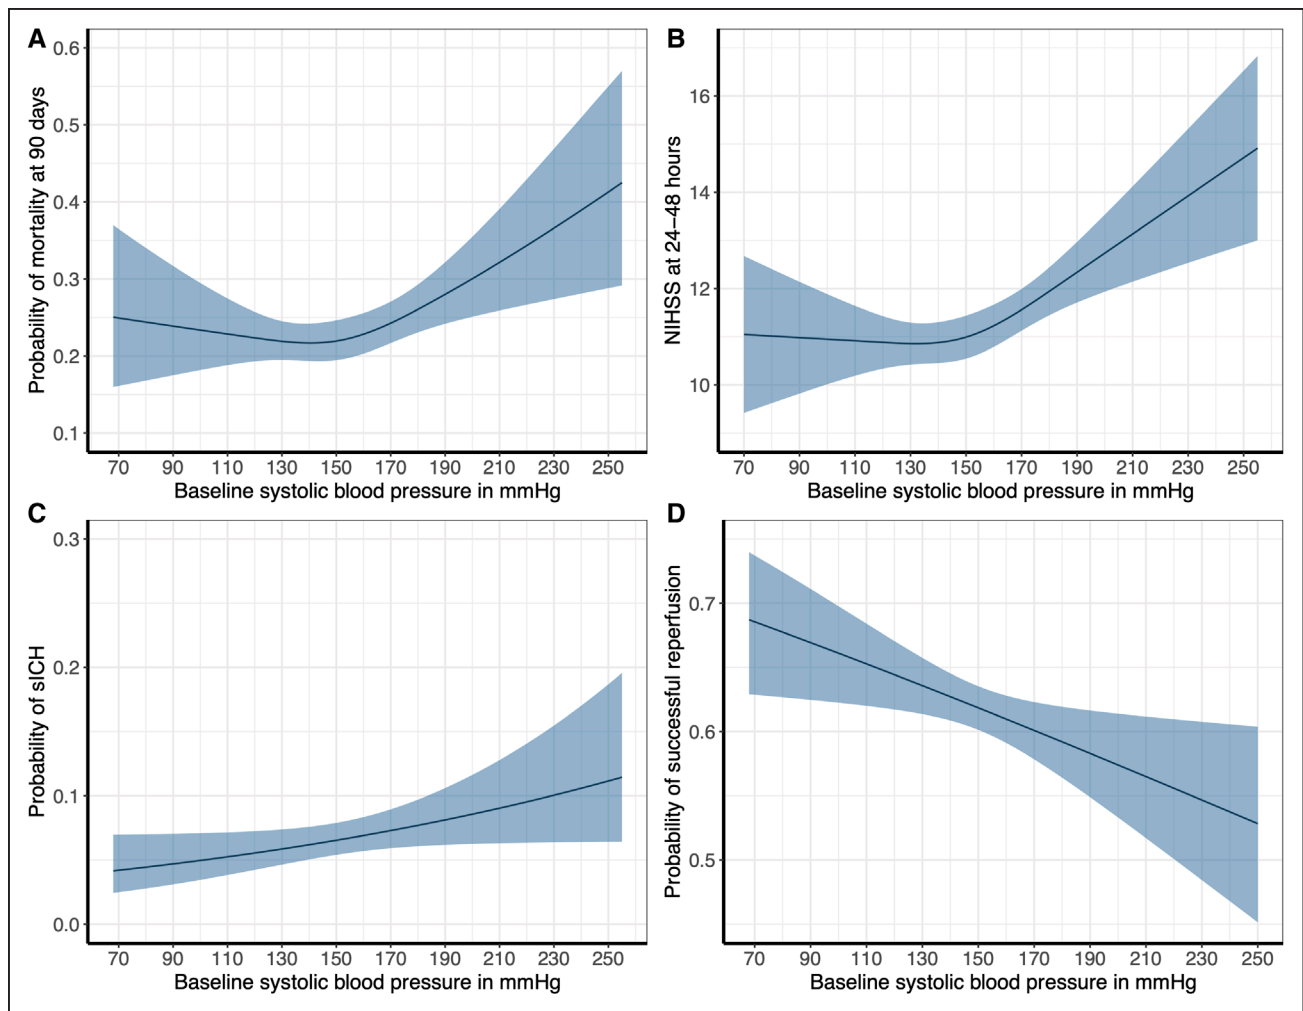 A
Probability of mortality at 90 days
0.6
0.5
0.4
0.3
0.2
0.1
70 90 110 130 150 170 190 210 230 250
Baseline systolic blood pressure in mmHg
B
NIHSS at 24–48 hours
16
14
12
10
70 90 110 130 150 170 190 210 230 250
Baseline systolic blood pressure in mmHg
C
Probability of sICH
0.3
0.2
0.1
0.0
70 90 110 130 150 170 190 210 230 250
Baseline systolic blood pressure in mmHg
D
Probability of successful reperfusion
0.7
0.6
0.5
70 90 110 130 150 170 190 210 230 250
Baseline systolic blood pressure in mmHg